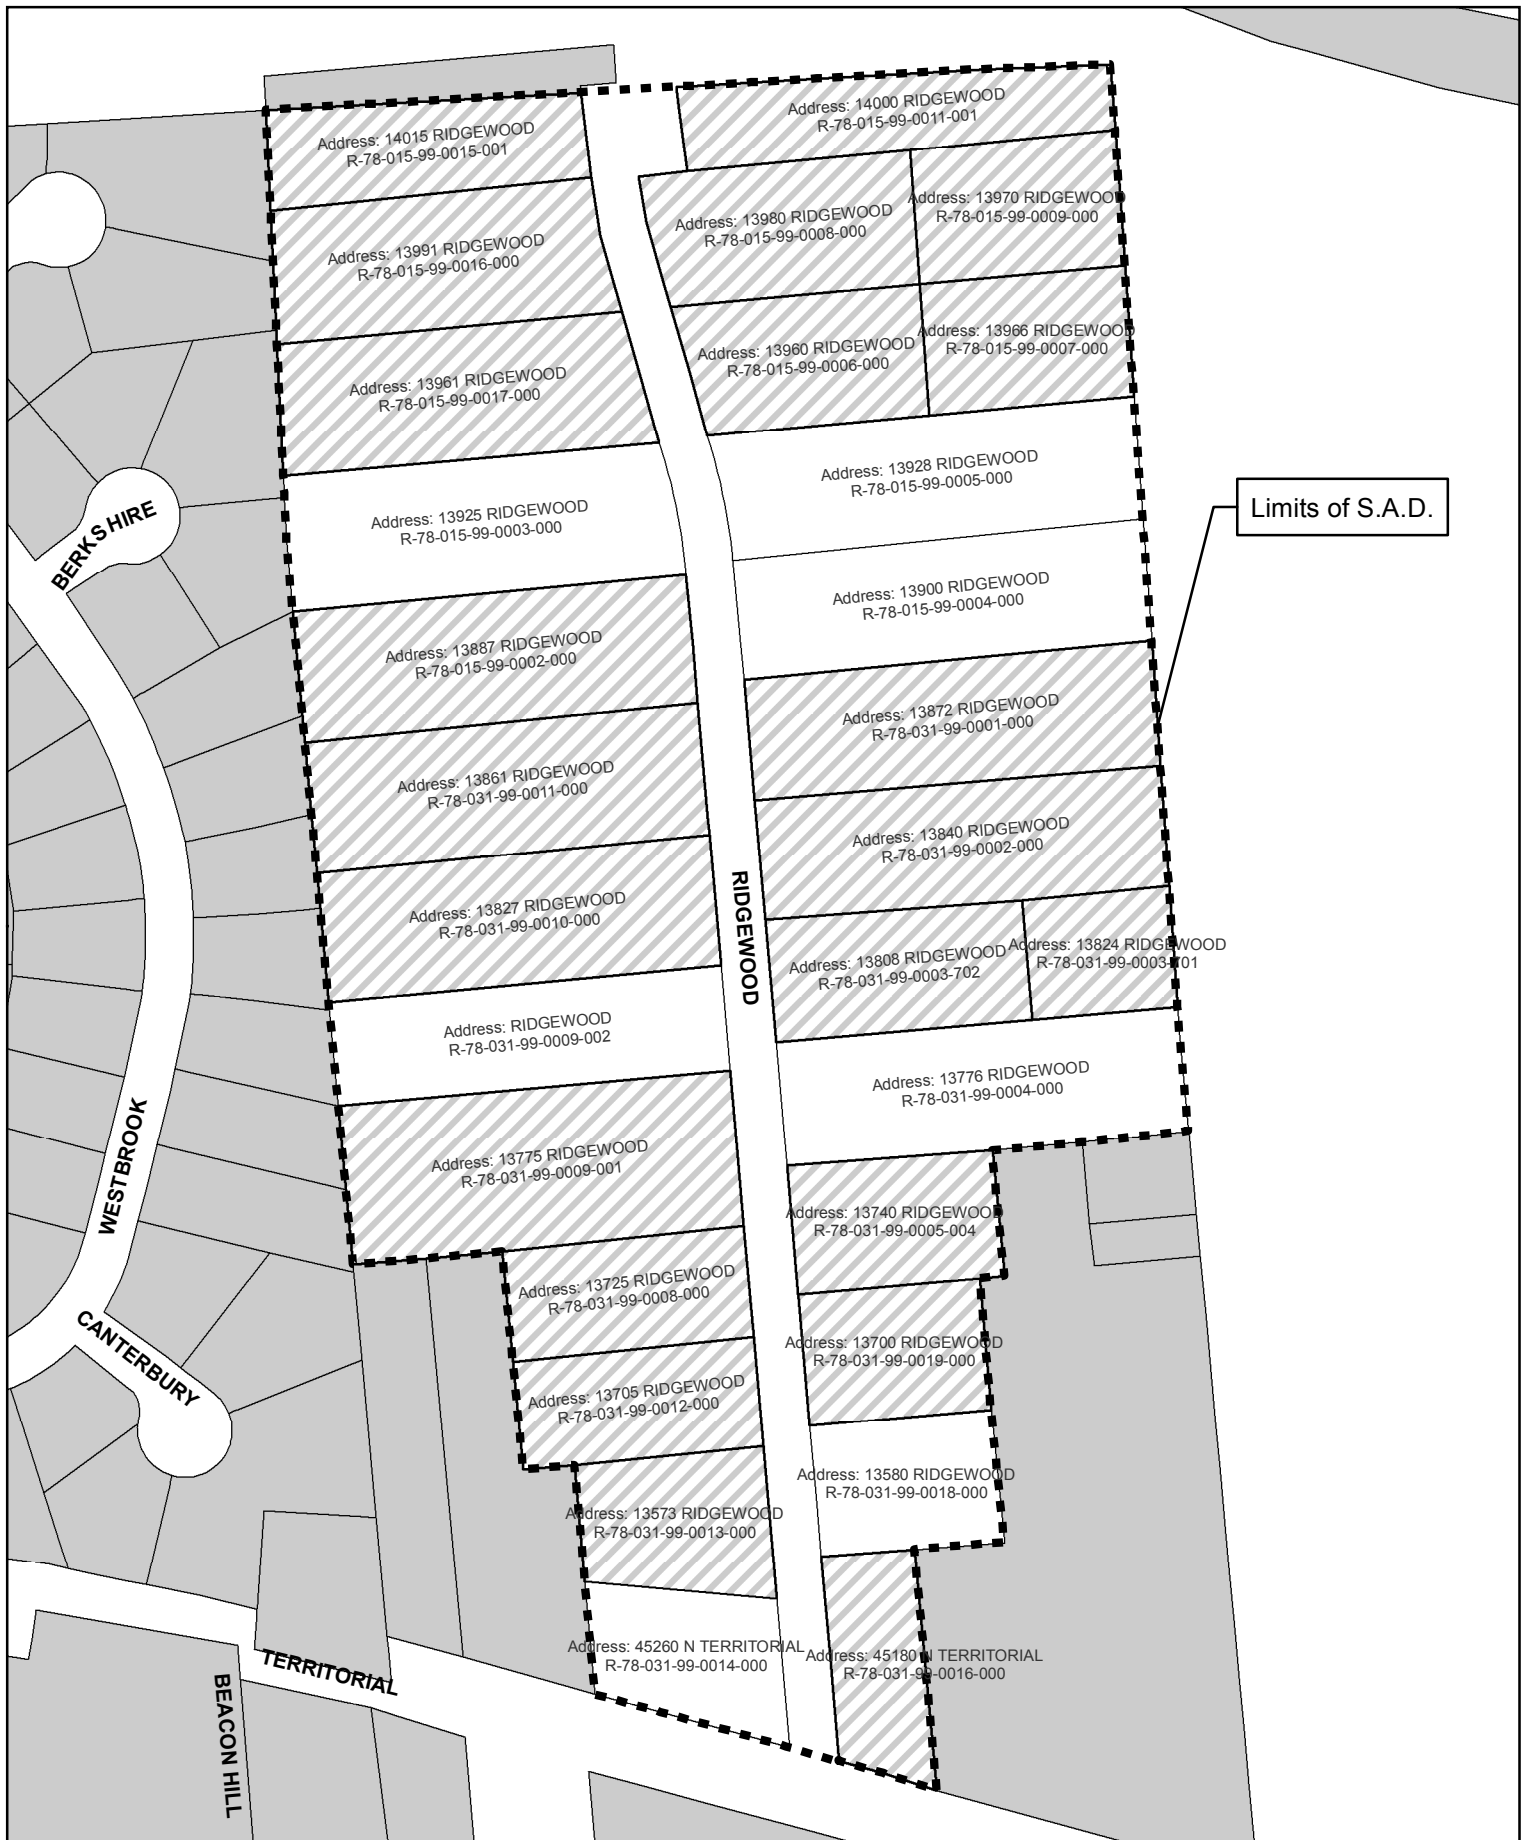 Address: 14015 RIDGEWOOD
R-78-015-99-0015-001
Address: 14000 RIDGEWOOD
R-78-015-99-0011-001
Address: 13991 RIDGEWOOD
R-78-015-99-0016-000
Address: 13980 RIDGEWOOD
R-78-015-99-0008-000
Address: 13970 RIDGEWOOD
R-78-015-99-0009-000
Address: 13961 RIDGEWOOD
R-78-015-99-0017-000
Address: 13960 RIDGEWOOD
R-78-015-99-0006-000
Address: 13966 RIDGEWOOD
R-78-015-99-0007-000
Address: 13925 RIDGEWOOD
R-78-015-99-0003-000
Address: 13928 RIDGEWOOD
R-78-015-99-0005-000
Limits of S.A.D.
BERKSHIRE
Address: 13900 RIDGEWOOD
R-78-015-99-0004-000
Address: 13887 RIDGEWOOD
R-78-015-99-0002-000
Address: 13872 RIDGEWOOD
R-78-031-99-0001-000
Address: 13861 RIDGEWOOD
R-78-031-99-0011-000
Address: 13840 RIDGEWOOD
R-78-031-99-0002-000
Address: 13827 RIDGEWOOD
R-78-031-99-0010-000
RIDGEWOOD
Address: 13808 RIDGEWOOD
R-78-031-99-0003-702
Address: 13824 RIDGEWOOD
R-78-031-99-0003-701
Address: RIDGEWOOD
R-78-031-99-0009-002
Address: 13776 RIDGEWOOD
R-78-031-99-0004-000
WESTBROOK
Address: 13775 RIDGEWOOD
R-78-031-99-0009-001
Address: 13740 RIDGEWOOD
R-78-031-99-0005-004
Address: 13725 RIDGEWOOD
R-78-031-99-0008-000
Address: 13700 RIDGEWOOD
R-78-031-99-0019-000
CANTERBURY
Address: 13705 RIDGEWOOD
R-78-031-99-0012-000
Address: 13580 RIDGEWOOD
R-78-031-99-0018-000
Address: 13573 RIDGEWOOD
R-78-031-99-0013-000
Address: 45260 N TERRITORIAL
R-78-031-99-0014-000
Address: 45180 N TERRITORIAL
R-78-031-99-0016-000
TERRITORIAL
BEACON HILL